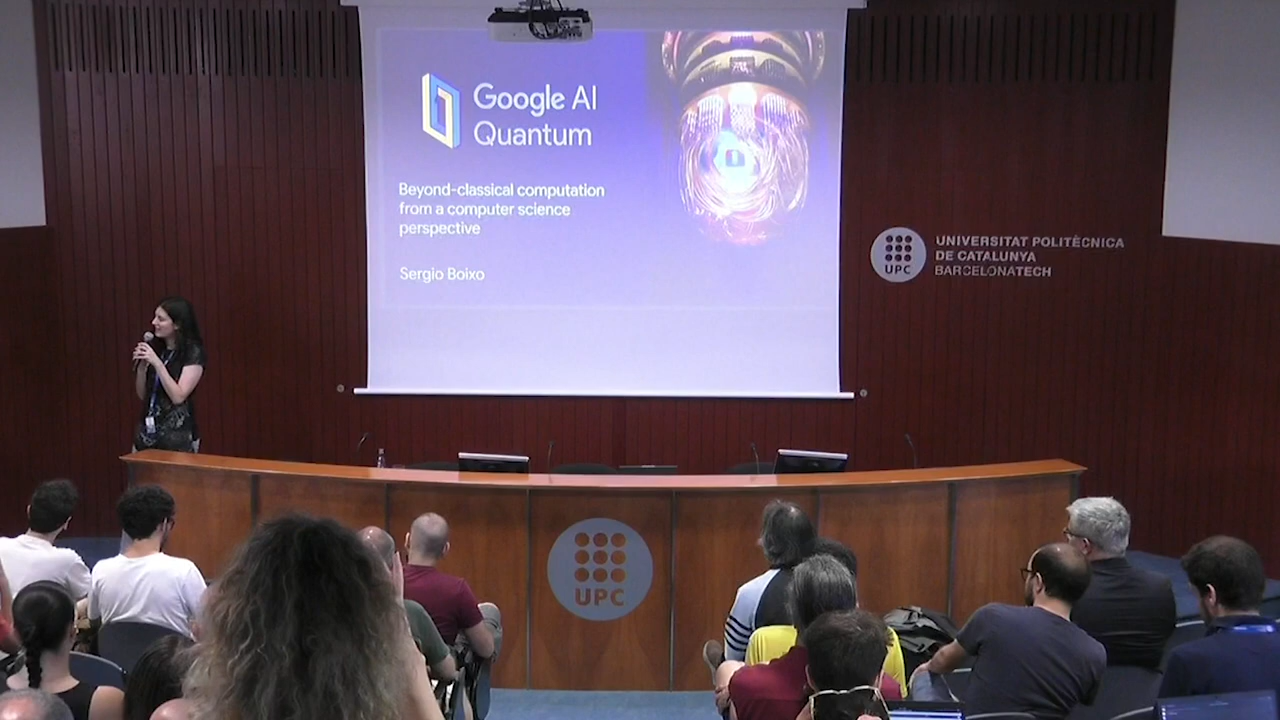 Google AI
Quantum
Beyond-classical computation
from a computer science
perspective
Sergio Boixo
UPC
UNIVERSITAT POLITÈCNICA
DE CATALUNYA
BARCELONATECH
UPC